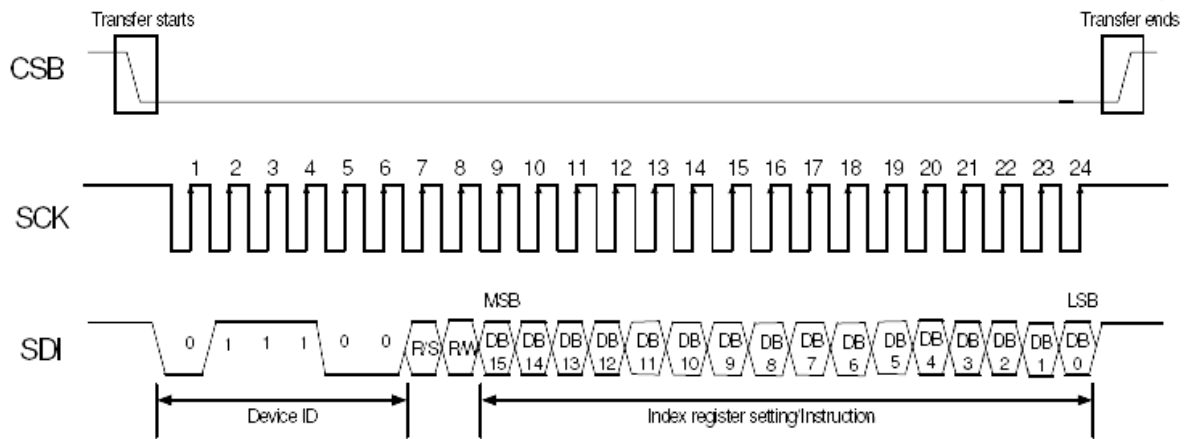 Transfer starts Transfer ends
CSB
1 2 3 4 5 6 7 8 9 10 11 12 13 14 15 16 17 18 19 20 21 22 23 24
SCK
MSB LSB
SDI 0 1 1 1 0 0 R/S R/W DB 15 DB 14 DB 13 DB 12 DB 11 DB 10 DB 9 DB 8 DB 7 DB 6 DB 5 DB 4 DB 3 DB 2 DB 1 DB 0
Device ID Index register setting/Instruction